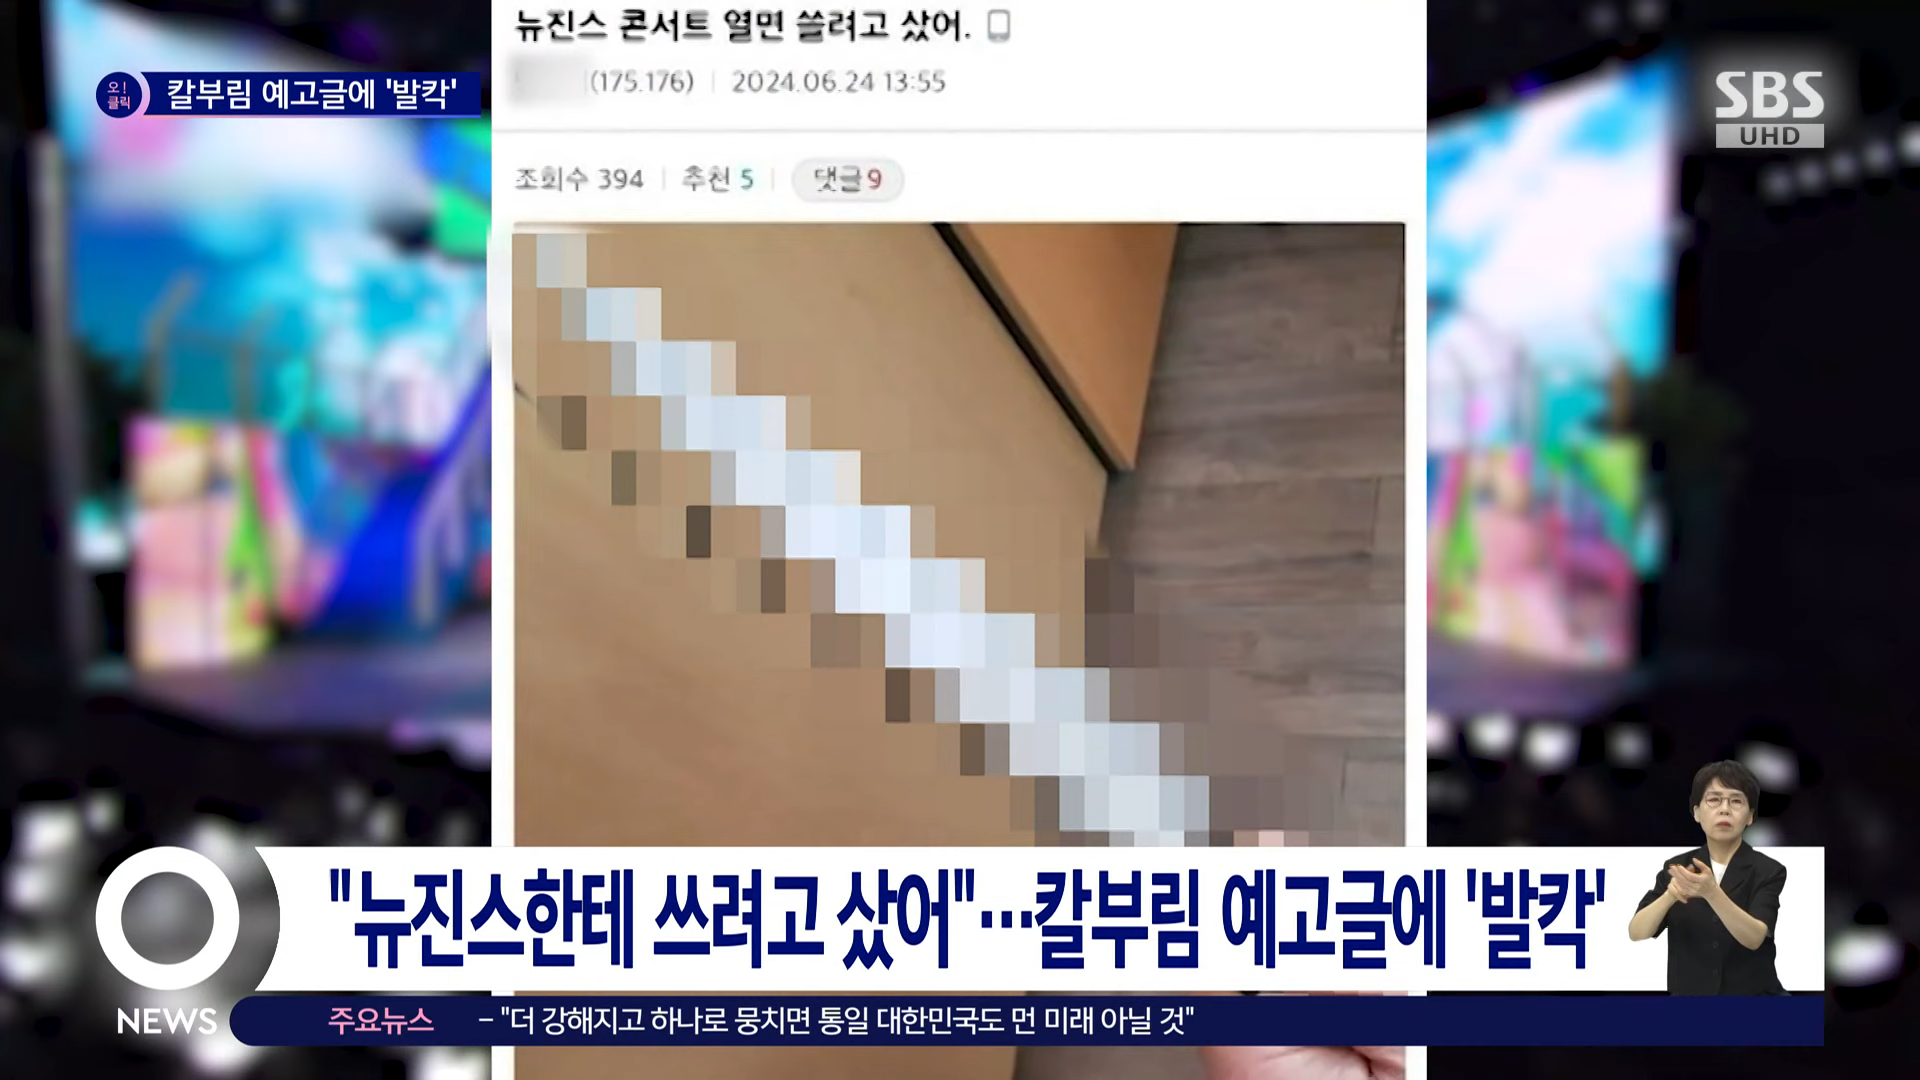 뉴진스 콘서트 열면 쓸려고 샀어.
(175.176) | 2024.06.24 13:55
오!
클릭
칼부림 예고글에 '발칵'
SBS
UHD
조회수 394 | 추천 5 | 댓글 9
"뉴진스한테 쓰려고 샀어"…칼부림 예고글에 '발칵'
NEWS
주요뉴스
- "더 강해지고 하나로 뭉치면 통일 대한민국도 먼 미래 아닐 것"